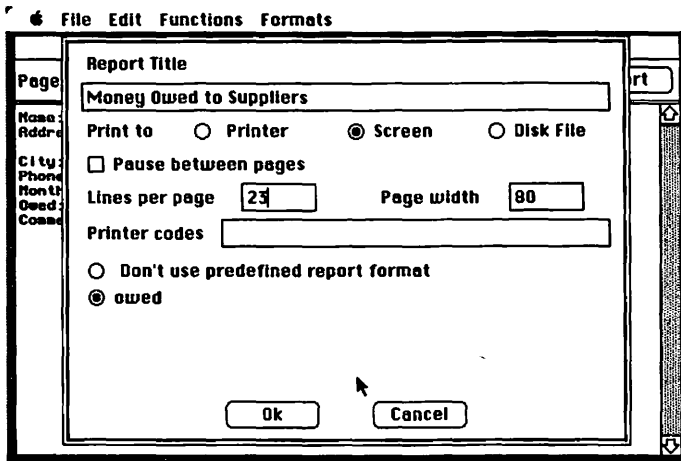 File Edit Functions Formats
Report Title
Page
rt
Money Owed to Suppliers
Name:
Addre
Print to Printer Screen Disk File
City:
Pause between pages
Phone
Month
Lines per page 23 Page width 80
Owed:
Comme
Printer codes
Don't use predefined report format
owed
Ok Cancel